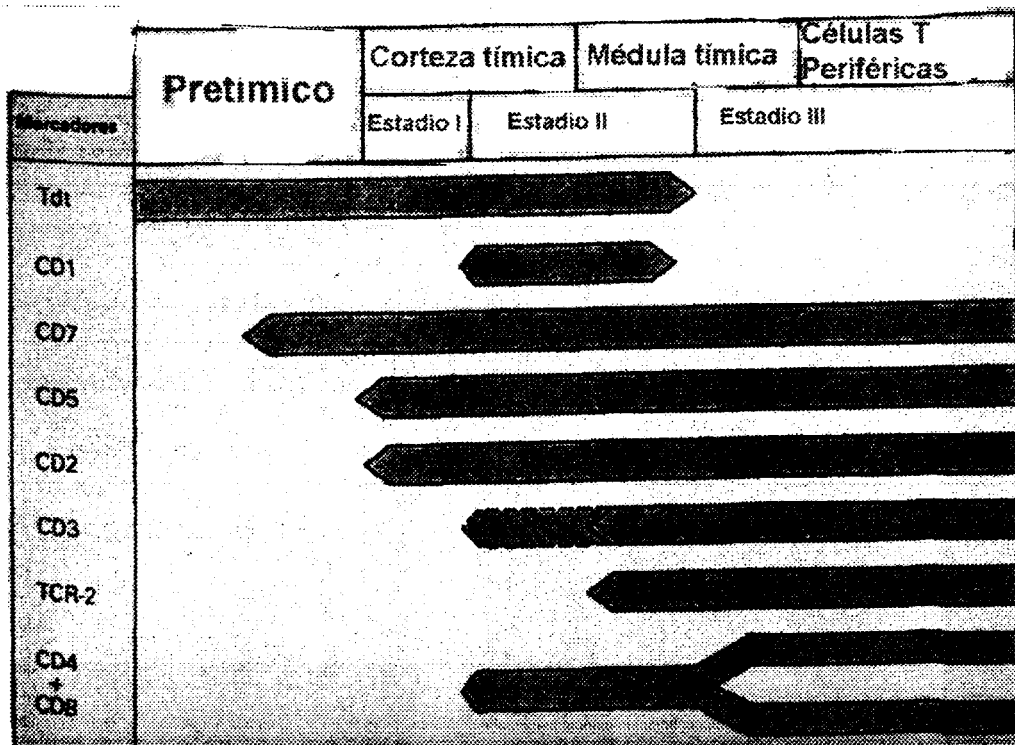 Pretimico
Corteza tímica
Médula tímica
Células T
Periféricas
Marcadores
Estadio I
Estadio II
Estadio III
Tdt
CD1
CD7
CD5
CD2
CD3
TCR-2
CD4
+
CD8